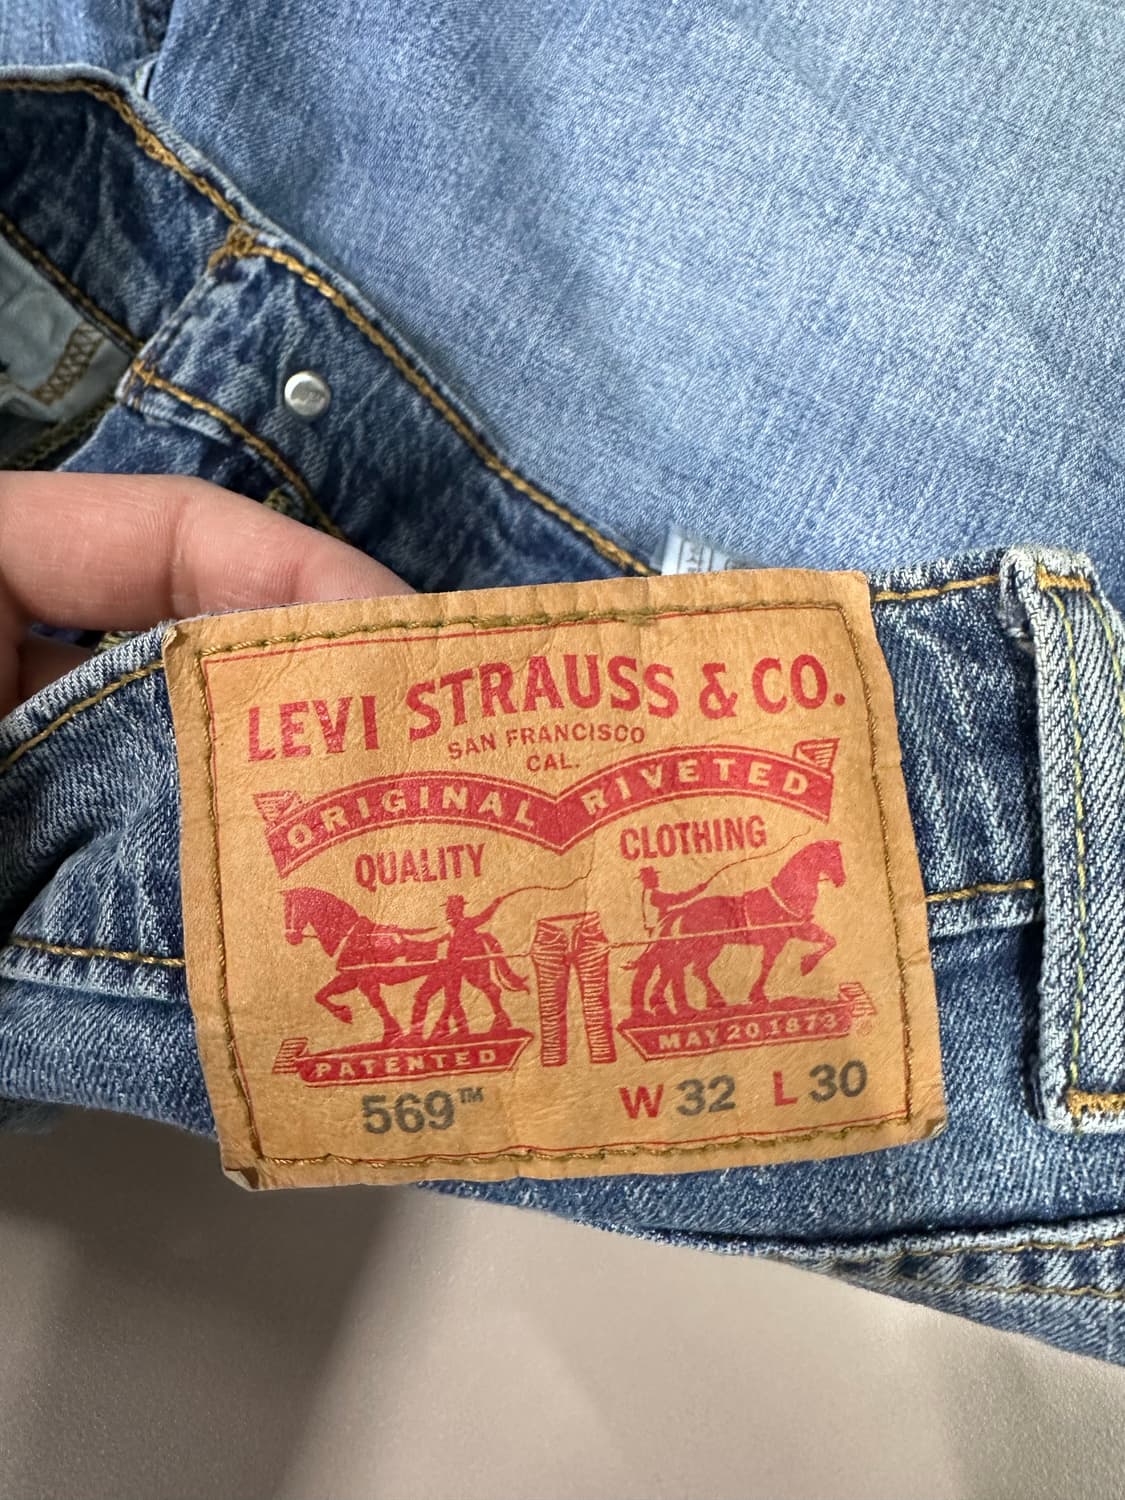 LEVI STRAUSS & CO.
SAN FRANCISCO
CAL.
ORIGINAL RIVETED
QUALITY CLOTHING
PATENTED MAY 20 1873
569™ W 32 L 30